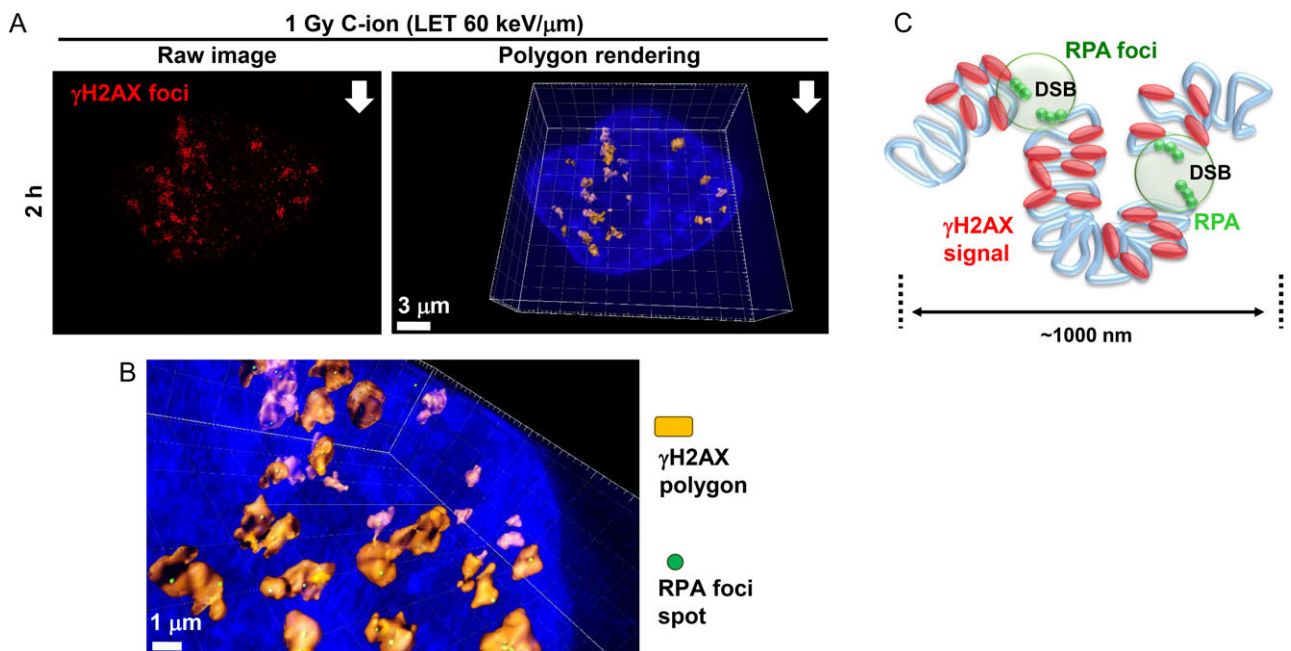 A
1 Gy C-ion (LET 60 keV/μm)
Raw image
Polygon rendering
γH2AX foci
2 h
3 μm
B
1 μm
γH2AX
polygon
RPA foci
spot
C
RPA foci
DSB
DSB
RPA
γH2AX
signal
~1000 nm